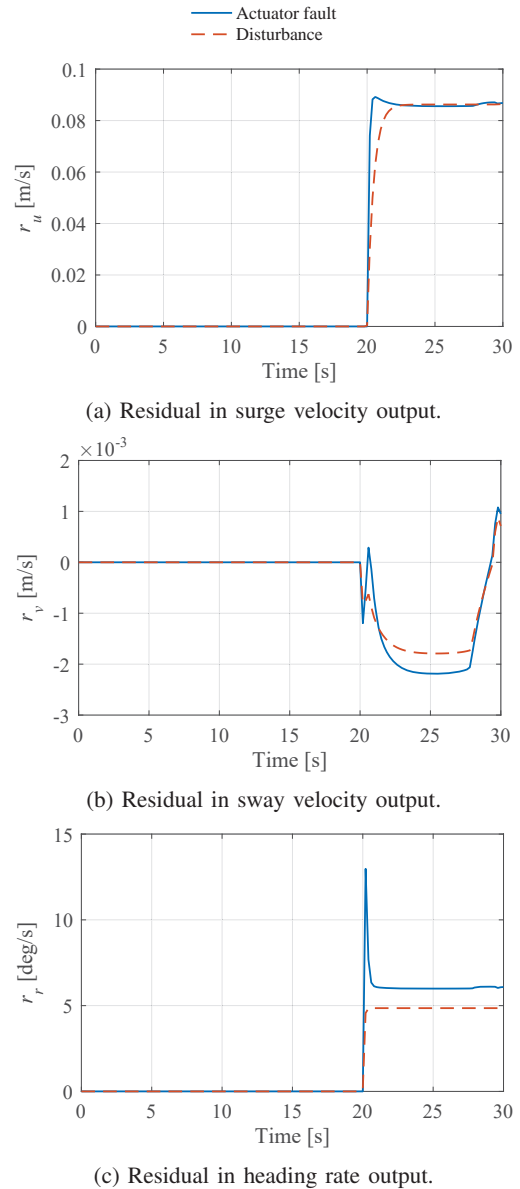 Actuator fault
Disturbance
0.1
0.08
0.06
0.04
0.02
0
r_u [m/s]
0 5 10 15 20 25 30
Time [s]
(a) Residual in surge velocity output.
×10⁻³
2
1
0
-1
-2
-3
r_v [m/s]
0 5 10 15 20 25 30
Time [s]
(b) Residual in sway velocity output.
15
10
5
0
r_r [deg/s]
0 5 10 15 20 25 30
Time [s]
(c) Residual in heading rate output.